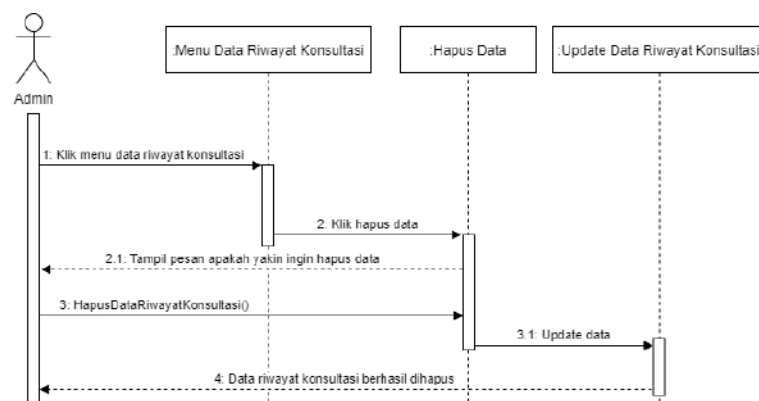 :Menu Data Riwayat Konsultasi
:Hapus Data
:Update Data Riwayat Konsultasi
Admin
1: Klik menu data riwayat konsultasi
2: Klik hapus data
2.1: Tampil pesan apakah yakin ingin hapus data
3: HapusDataRiwayatKonsultasi()
3.1: Update data
4: Data riwayat konsultasi berhasil dihapus